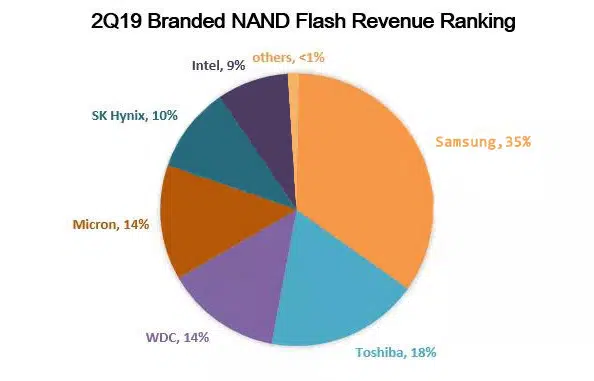 2Q19 Branded NAND Flash Revenue Ranking
others, <1%
Intel, 9%
SK Hynix, 10%
Samsung, 35%
Micron, 14%
WDC, 14%
Toshiba, 18%